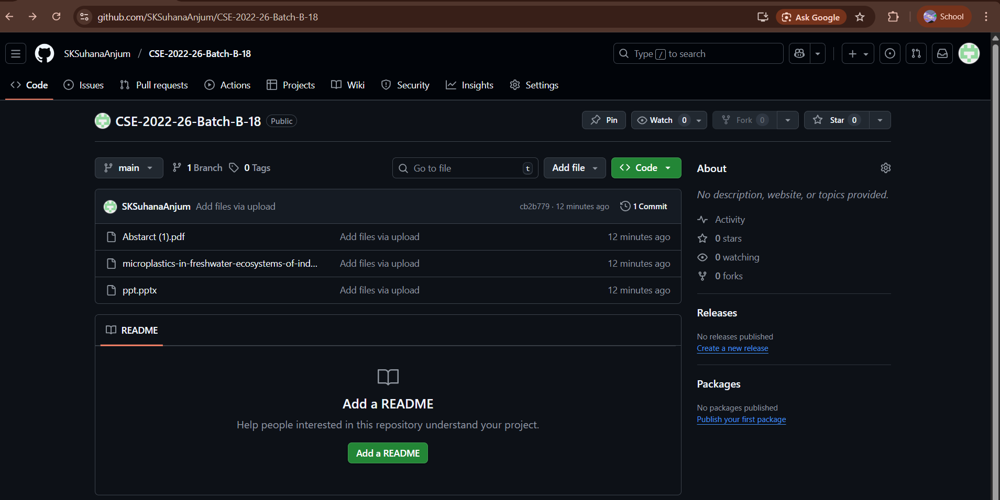 github.com/SKSuhanaAnjum/CSE-2022-26-Batch-B-18
Ask Google
School
SKSuhanaAnjum / CSE-2022-26-Batch-B-18
Type / to search
Code
Issues
Pull requests
Actions
Projects
Wiki
Security
Insights
Settings
CSE-2022-26-Batch-B-18 Public
Pin
Watch 0
Fork 0
Star 0
main
1 Branch
0 Tags
Go to file t
Add file
Code
SKSuhanaAnjum Add files via upload cb2b779 · 12 minutes ago 1 Commit
Abstarct (1).pdf Add files via upload 12 minutes ago
microplastics-in-freshwater-ecosystems-of-ind... Add files via upload 12 minutes ago
ppt.pptx Add files via upload 12 minutes ago
README
Add a README
Help people interested in this repository understand your project.
Add a README
About
No description, website, or topics provided.
Activity
0 stars
0 watching
0 forks
Releases
No releases published
Create a new release
Packages
No packages published
Publish your first package